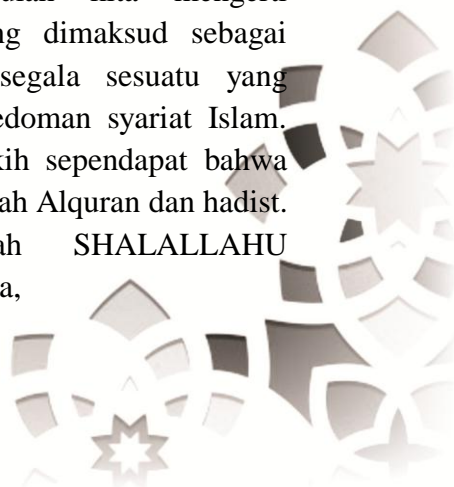 mengerti
ng dimaksud sebagai
segala sesuatu yang
edoman syariat Islam.
kih sependapat bahwa
ah Alquran dan hadist.
ah SHALALLAHU
a,